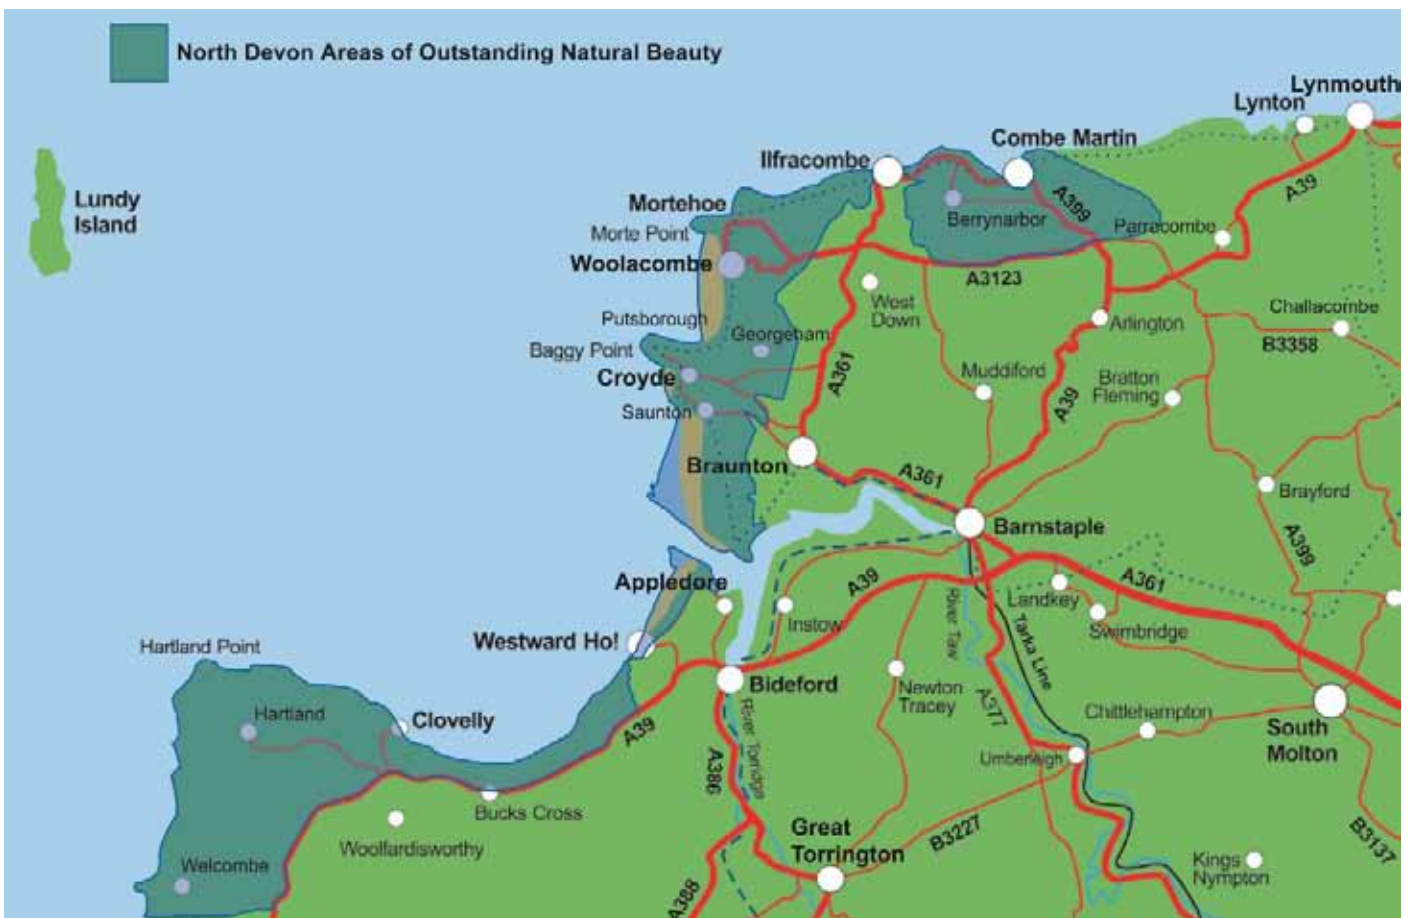 North Devon Areas of Outstanding Natural Beauty
Lynmouth
Lynton
Combe Martin
Ilfracombe
Lundy
Island
Mortehoe
Berrynarbor
A399
A39
Morte Point
Parracombe
Woolacombe
A3123
West
Down
Challacombe
Putsborough
Georgeham
Arlington
B3358
Baggy Point
Croyde
A361
Muddiford
Bratton
Fleming
A39
Saunton
Braunton
A361
Brayford
Barnstaple
A399
Appledore
A39
A361
Landkey
Instow
River Taw
Swimbridge
Tarka Line
Westward Ho!
Hartland Point
Bideford
Newton
Tracey
A377
Chittlehampton
Hartland
Clovelly
A39
South
Molton
Umberleigh
A386
River Torridge
Bucks Cross
Woolfardisworthy
Great
Torrington
B3227
B3137
Welcombe
Kings
Nympton
A388